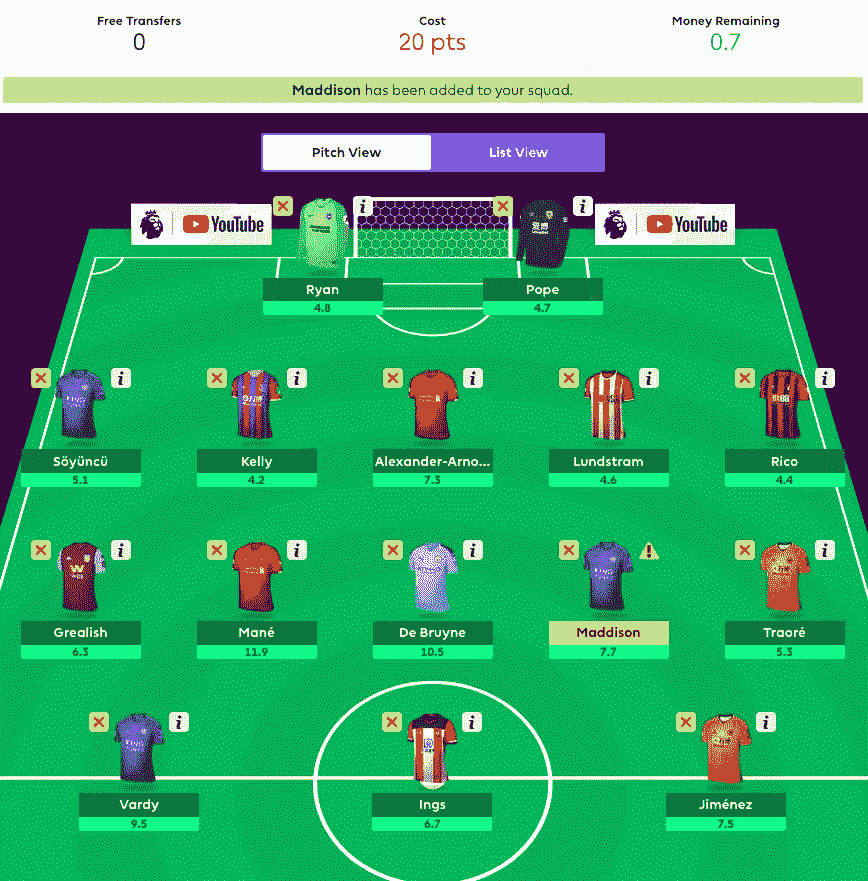 Free Transfers
0
Cost
20 pts
Money Remaining
0.7
Maddison has been added to your squad.
Pitch View
List View
YouTube
YouTube
Ryan
4.8
Pope
4.7
Söyüncü
5.1
Kelly
4.2
Alexander-Arno...
7.3
Lundstram
4.6
Rico
4.4
Grealish
6.3
Mané
11.9
De Bruyne
10.5
Maddison
7.7
Traoré
5.3
Vardy
9.5
Ings
6.7
Jiménez
7.5